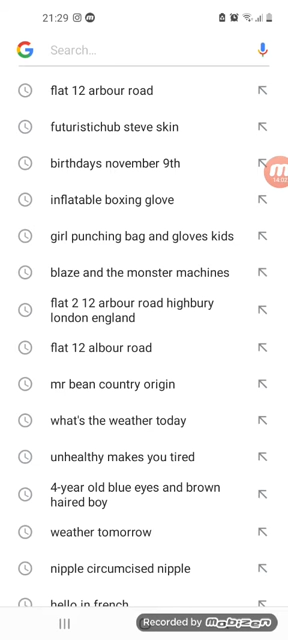 21:29
Search...
flat 12 arbour road
futuristichub steve skin
birthdays november 9th
inflatable boxing glove
girl punching bag and gloves kids
blaze and the monster machines
flat 2 12 arbour road highbury
london england
flat 12 albour road
mr bean country origin
what's the weather today
unhealthy makes you tired
4-year old blue eyes and brown
haired boy
weather tomorrow
nipple circumcised nipple
hello in french
Recorded by mobizen